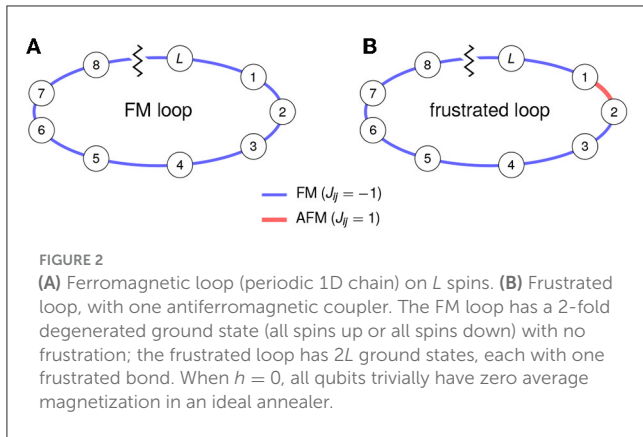 A
B
8
L
1
7
2
FM loop
6
3
5
4
8
L
1
7
2
frustrated loop
6
3
5
4
FM (Jij = −1)
AFM (Jij = 1)
FIGURE 2
(A) Ferromagnetic loop (periodic 1D chain) on L spins. (B) Frustrated
loop, with one antiferromagnetic coupler. The FM loop has a 2-fold
degenerated ground state (all spins up or all spins down) with no
frustration; the frustrated loop has 2L ground states, each with one
frustrated bond. When h = 0, all qubits trivially have zero average
magnetization in an ideal annealer.